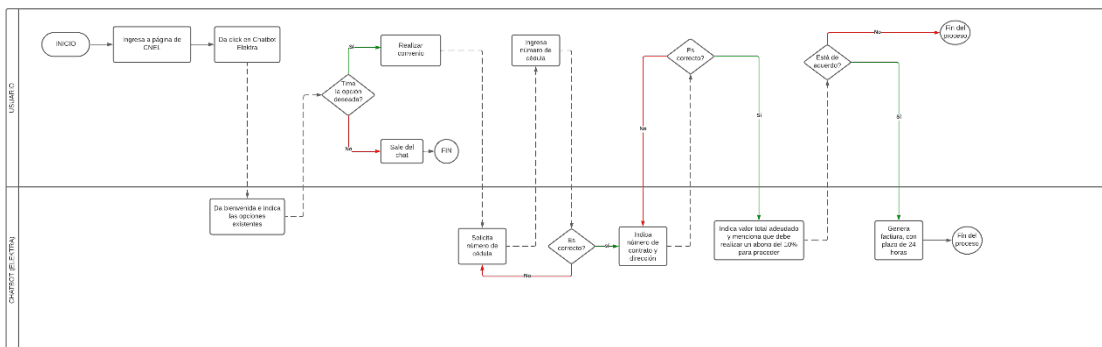 USUARIO
INICIO
Ingresa a página de
CNEL
Da click en Chatbot
Elektra
Tima
la opción
deseada?
Sí
Realizar
convenio
No
Sale del
chat
FIN
Ingresa
número de
cédula
Es
correcto?
No
Sí
Está de
acuerdo?
No
Fin del
proceso
Sí
CHATBOT (ELEKTRA)
Da bienvenida e indica
las opciones
existentes
Solicita
número de
cédula
Es
correcto?
Sí
No
Indica
número de
contrato y
dirección
Indica valor total adeudado
y menciona que debe
realizar un abono del 10%
para proceder
Genera
factura, con
plazo de 24
horas
Fin del
proceso